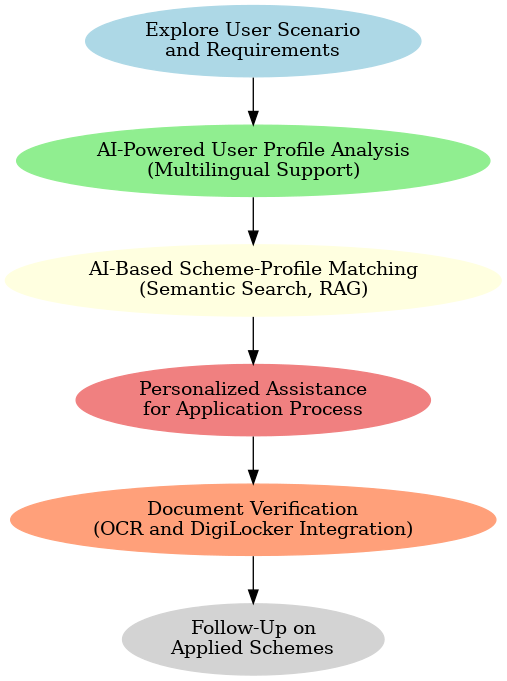 Explore User Scenario
and Requirements
AI-Powered User Profile Analysis
(Multilingual Support)
AI-Based Scheme-Profile Matching
(Semantic Search, RAG)
Personalized Assistance
for Application Process
Document Verification
(OCR and DigiLocker Integration)
Follow-Up on
Applied Schemes